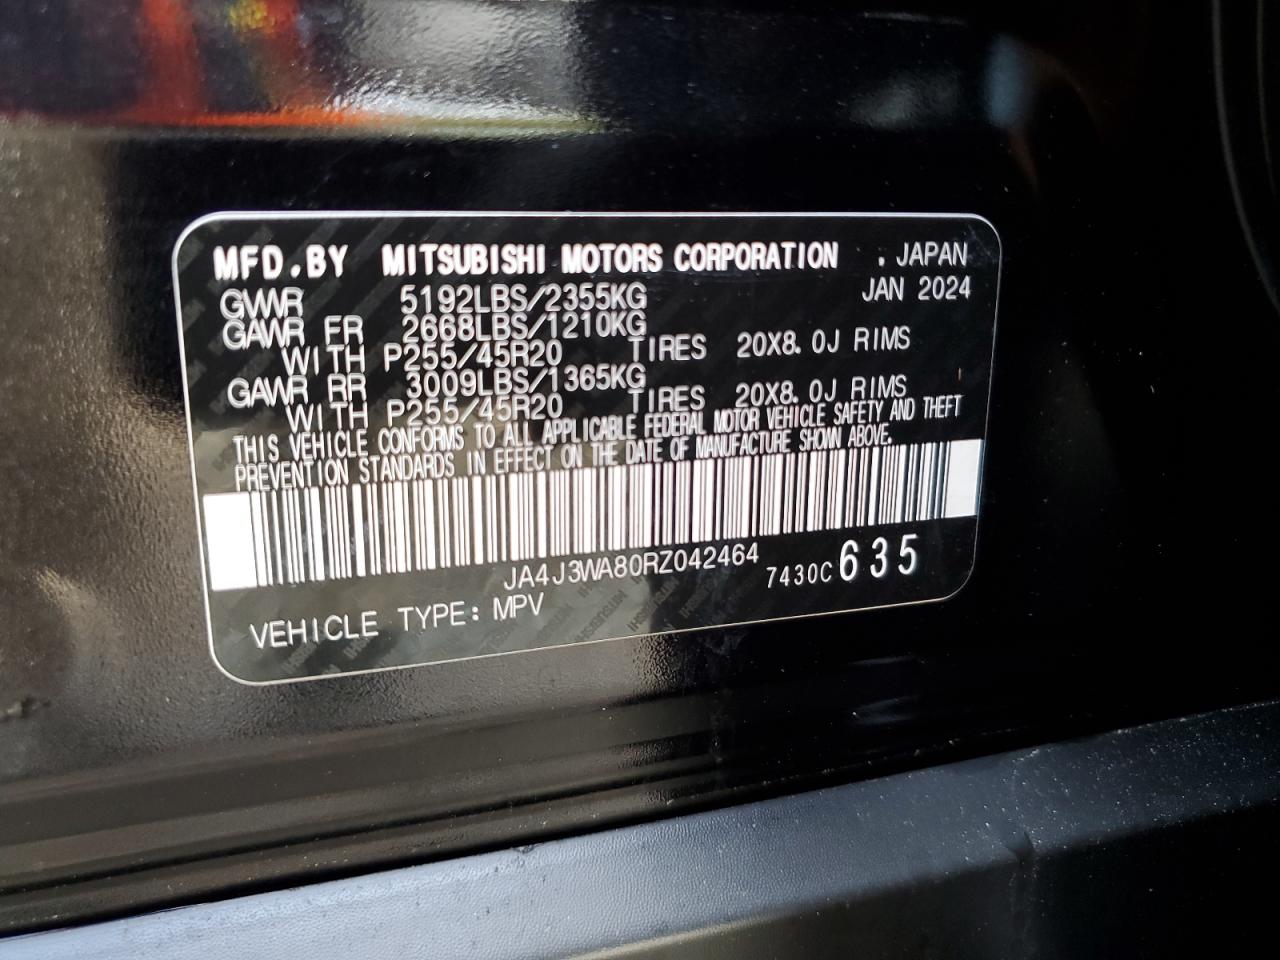 MFD.BY MITSUBISHI MOTORS CORPORATION . JAPAN
GVWR 5192LBS/2355KG JAN 2024
GAWR FR 2668LBS/1210KG
WITH P255/45R20 TIRES 20X8.0J RIMS
GAWR RR 3009LBS/1365KG
WITH P255/45R20 TIRES 20X8.0J RIMS
THIS VEHICLE CONFORMS TO ALL APPLICABLE FEDERAL MOTOR VEHICLE SAFETY AND THEFT
PREVENTION STANDARDS IN EFFECT ON THE DATE OF MANUFACTURE SHOWN ABOVE.
JA4J3WA80RZ042464 7430C635
VEHICLE TYPE: MPV